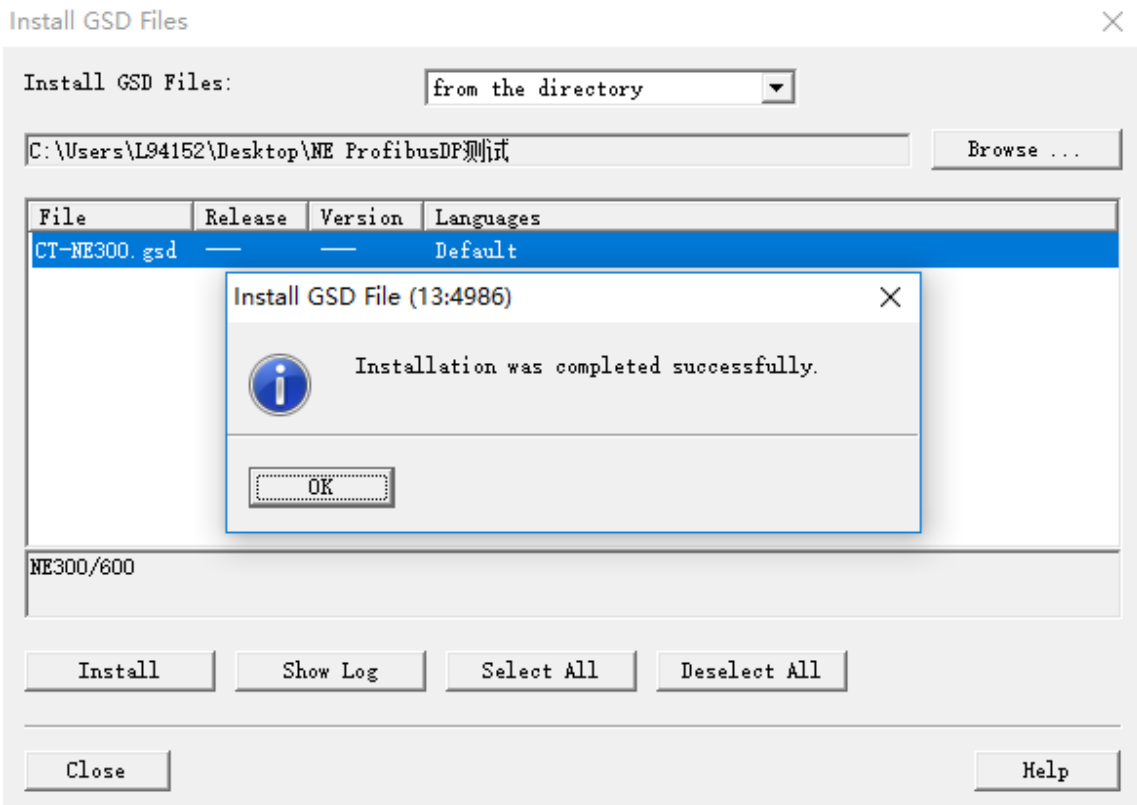 Install GSD Files
Install GSD Files: from the directory
C:\Users\L94152\Desktop\NE ProfibusDP测试 Browse ...
File Release Version Languages
CT-NE300.gsd --- --- Default
Install GSD File (13:4986)
Installation was completed successfully.
OK
NE300/600
Install Show Log Select All Deselect All
Close Help